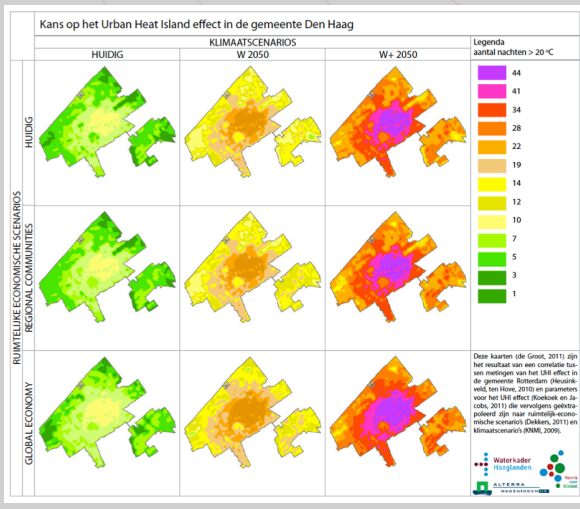 Kans op het Urban Heat Island effect in de gemeente Den Haag
KLIMAATSCENARIOS
HUIDIG
W 2050
W+ 2050
RUIMTELIJKE ECONOMISCHE SCENARIOS
HUIDIG
REGIONAL COMMUNITIES
GLOBAL ECONOMY
Legenda
aantal nachten > 20 °C
44
41
34
28
22
19
14
12
10
7
5
3
1
Deze kaarten (de Groot, 2011) zijn
het resultaat van een correlatie tus-
sen metingen van het UHI effect in
de gemeente Rotterdam (Heusink-
veld, ten Hove, 2010) en parameters
voor het UHI effect (Koekoek en Ja-
cobs, 2011) die vervolgens geëxtra-
poleerd zijn naar ruimtelijk-econo-
mische scenario's (Dekkers, 2011) en
klimaatscenario's (KNMI, 2009).
Waterkader
Haaglanden
Kennis
voor
Klimaat
ALTERRA
WAGENINGEN UR